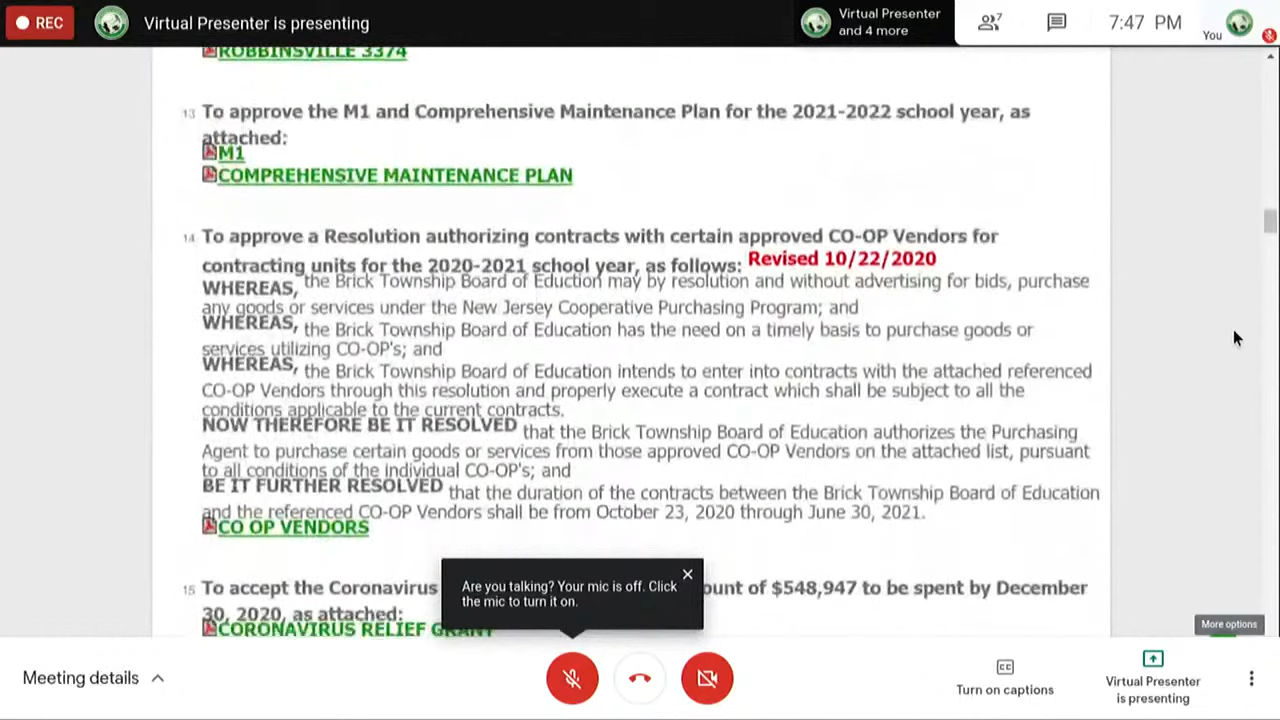 REC
Virtual Presenter is presenting
Virtual Presenter
and 4 more
7
7:47 PM
You
ROBBINSVILLE 3374
13 To approve the M1 and Comprehensive Maintenance Plan for the 2021-2022 school year, as
attached:
M1
COMPREHENSIVE MAINTENANCE PLAN
14 To approve a Resolution authorizing contracts with certain approved CO-OP Vendors for
contracting units for the 2020-2021 school year, as follows: Revised 10/22/2020
WHEREAS, the Brick Township Board of Eduction may by resolution and without advertising for bids, purchase
any goods or services under the New Jersey Cooperative Purchasing Program; and
WHEREAS, the Brick Township Board of Education has the need on a timely basis to purchase goods or
services utilizing CO-OP's; and
WHEREAS, the Brick Township Board of Education intends to enter into contracts with the attached referenced
CO-OP Vendors through this resolution and properly execute a contract which shall be subject to all the
conditions applicable to the current contracts.
NOW THEREFORE BE IT RESOLVED that the Brick Township Board of Education authorizes the Purchasing
Agent to purchase certain goods or services from those approved CO-OP Vendors on the attached list, pursuant
to all conditions of the individual CO-OP's; and
BE IT FURTHER RESOLVED that the duration of the contracts between the Brick Township Board of Education
and the referenced CO-OP Vendors shall be from October 23, 2020 through June 30, 2021.
CO OP VENDORS
15 To accept the Coronavirus ount of $548,947 to be spent by December
30, 2020, as attached:
CORONAVIRUS RELIEF GRANT
Are you talking? Your mic is off. Click
the mic to turn it on.
More options
Meeting details
CC
Turn on captions
Virtual Presenter
is presenting